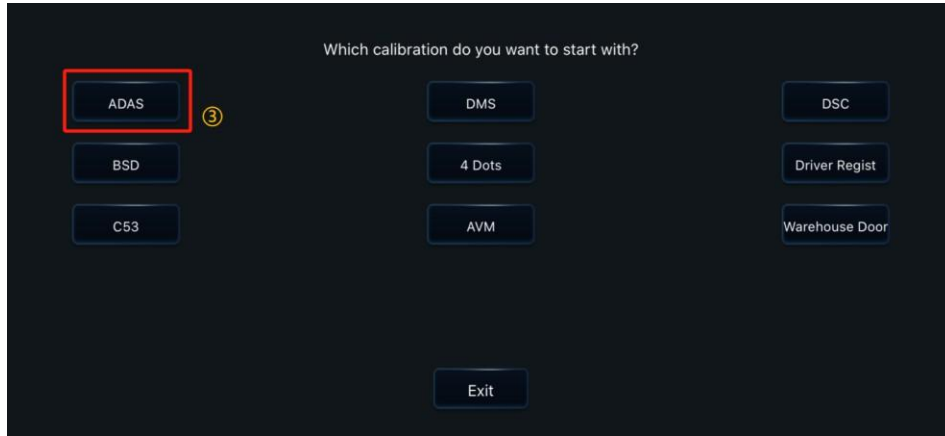 Which calibration do you want to start with?
ADAS ③ DMS DSC
BSD 4 Dots Driver Regist
C53 AVM Warehouse Door
Exit